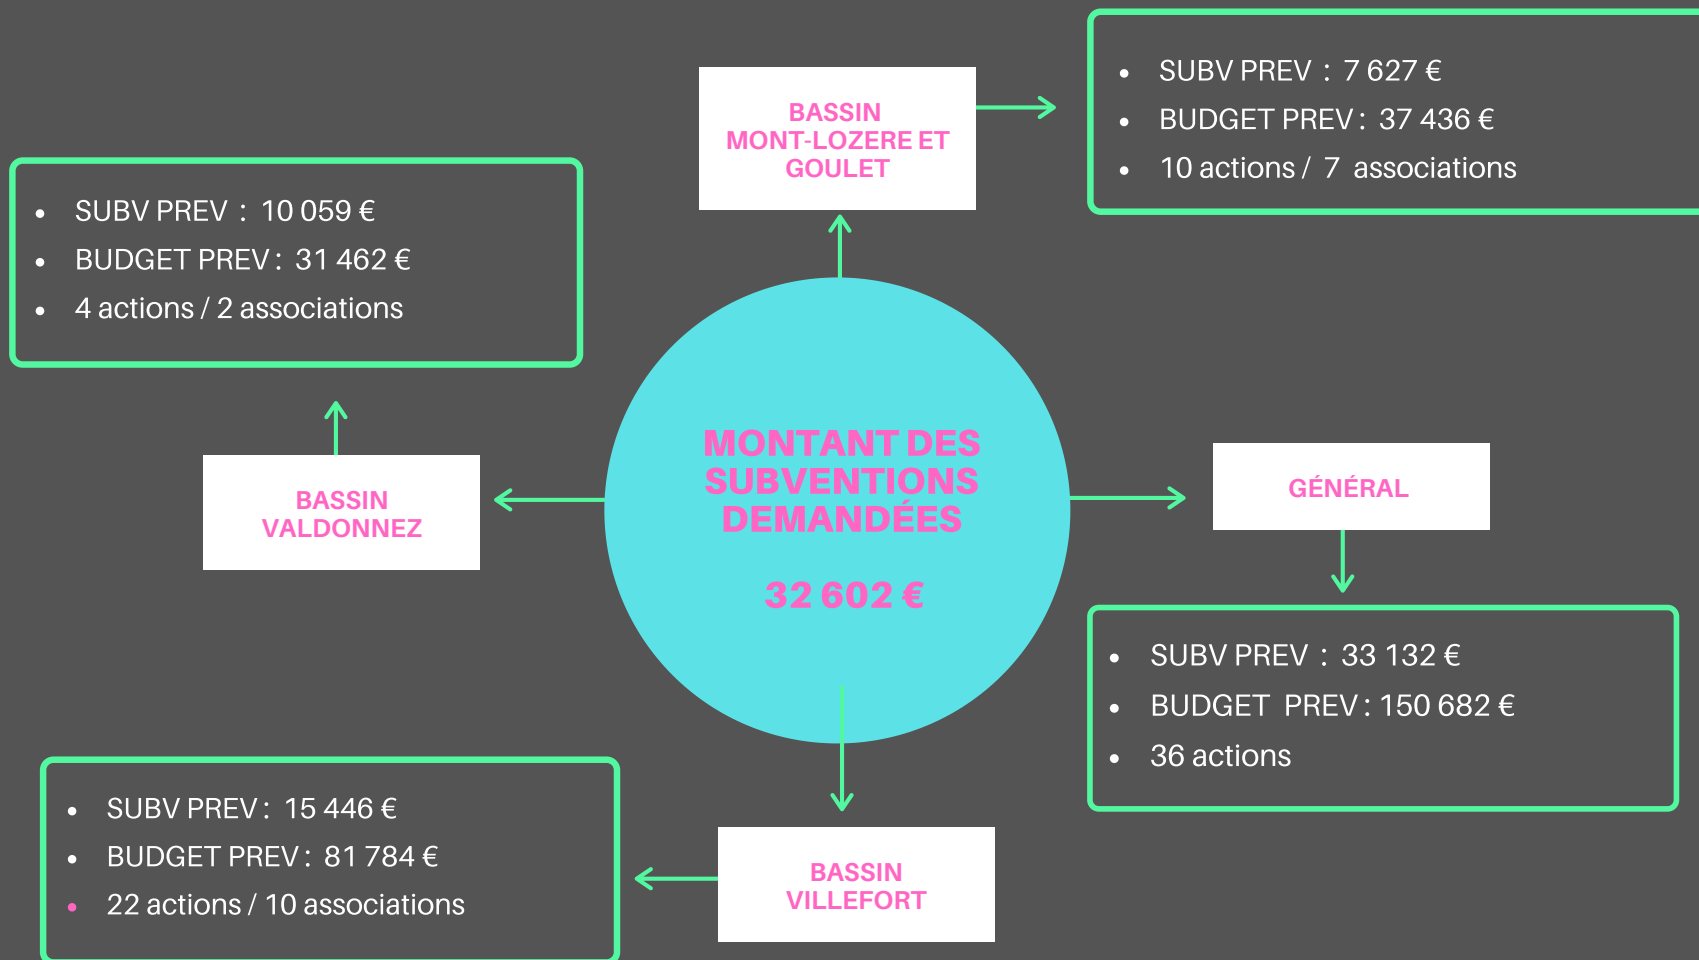 BASSIN
MONT-LOZERE ET
GOULET
• SUBV PREV : 7 627 €
• BUDGET PREV : 37 436 €
• 10 actions / 7 associations
• SUBV PREV : 10 059 €
• BUDGET PREV : 31 462 €
• 4 actions / 2 associations
BASSIN
VALDONNEZ
MONTANT DES
SUBVENTIONS
DEMANDÉES
32 602 €
GÉNÉRAL
• SUBV PREV : 33 132 €
• BUDGET PREV : 150 682 €
• 36 actions
• SUBV PREV : 15 446 €
• BUDGET PREV : 81 784 €
• 22 actions / 10 associations
BASSIN
VILLEFORT